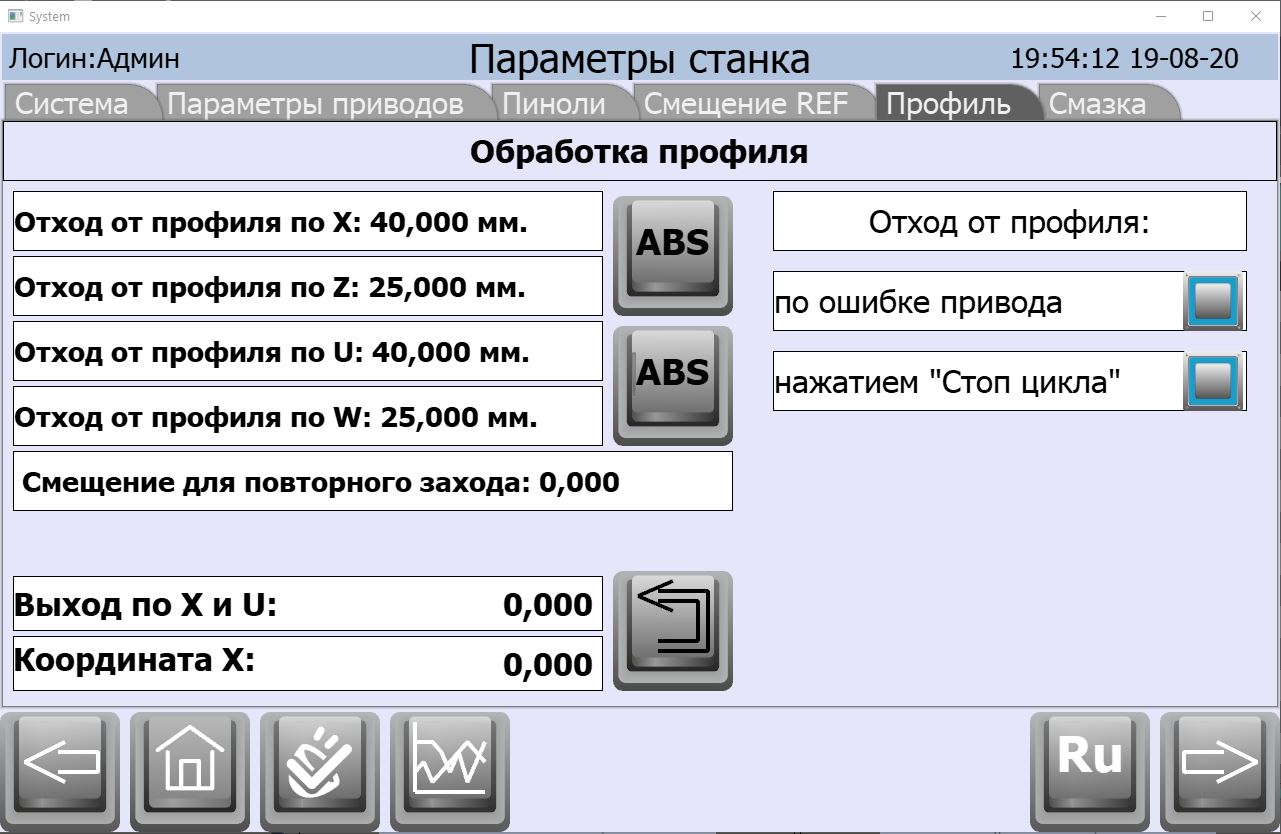 System
Логин:Админ
Параметры станка
19:54:12 19-08-20
Система
Параметры приводов
Пиноли
Смещение REF
Профиль
Смазка
Обработка профиля
Отход от профиля по X: 40,000 мм.
Отход от профиля по Z: 25,000 мм.
ABS
Отход от профиля по U: 40,000 мм.
Отход от профиля по W: 25,000 мм.
ABS
Смещение для повторного захода: 0,000
Выход по X и U: 0,000
Координата X: 0,000
Отход от профиля:
по ошибке привода
нажатием "Стоп цикла"
Ru